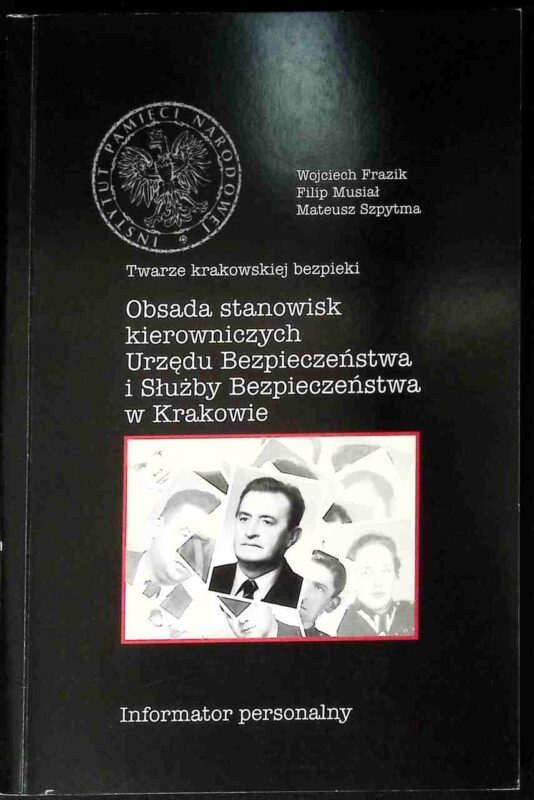 INSTYTUT PAMIĘCI NARODOWEJ
Wojciech Frazik
Filip Musiał
Mateusz Szpytma
Twarze krakowskiej bezpieki
Obsada stanowisk
kierowniczych
Urzędu Bezpieczeństwa
i Służby Bezpieczeństwa
w Krakowie
Informator personalny